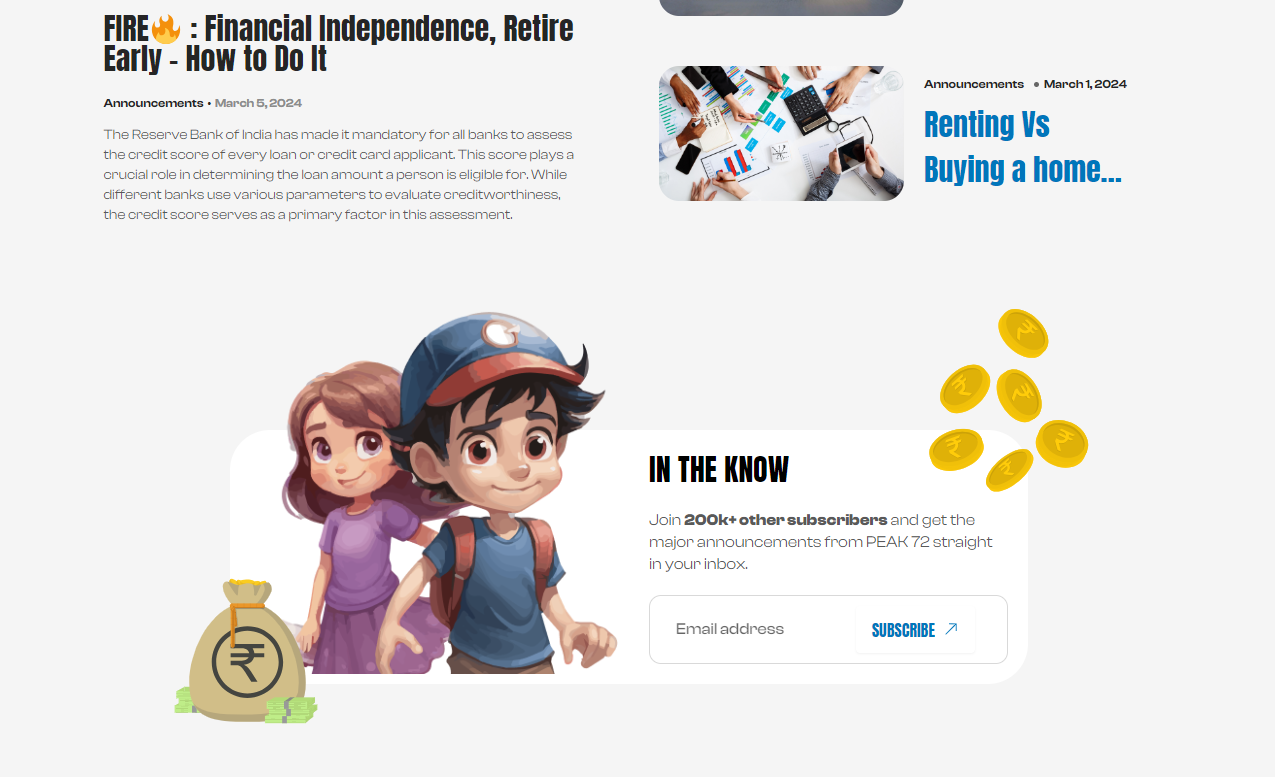 FIRE🔥 : Financial Independence, Retire
Early - How to Do It
Announcements • March 5, 2024
The Reserve Bank of India has made it mandatory for all banks to assess
the credit score of every loan or credit card applicant. This score plays a
crucial role in determining the loan amount a person is eligible for. While
different banks use various parameters to evaluate creditworthiness,
the credit score serves as a primary factor in this assessment.
Announcements • March 1, 2024
Renting Vs
Buying a home...
IN THE KNOW
Join 200k+ other subscribers and get the
major announcements from PEAK 72 straight
in your inbox.
Email address
SUBSCRIBE
₹
₹
₹
₹
₹
₹
₹